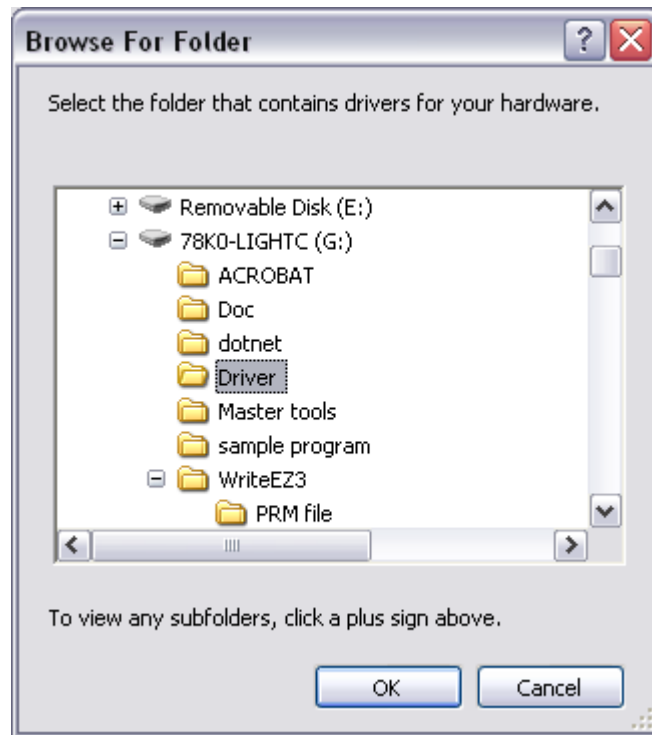 Browse For Folder
Select the folder that contains drivers for your hardware.
Removable Disk (E:)
78K0-LIGHTC (G:)
ACROBAT
Doc
dotnet
Driver
Master tools
sample program
WriteEZ3
PRM file
To view any subfolders, click a plus sign above.
OK Cancel